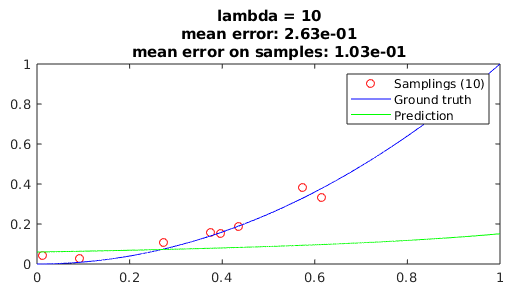 lambda = 10
mean error: 2.63e-01
mean error on samples: 1.03e-01
1
0.8
0.6
0.4
0.2
0
Samplings (10)
Ground truth
Prediction
0 0.2 0.4 0.6 0.8 1